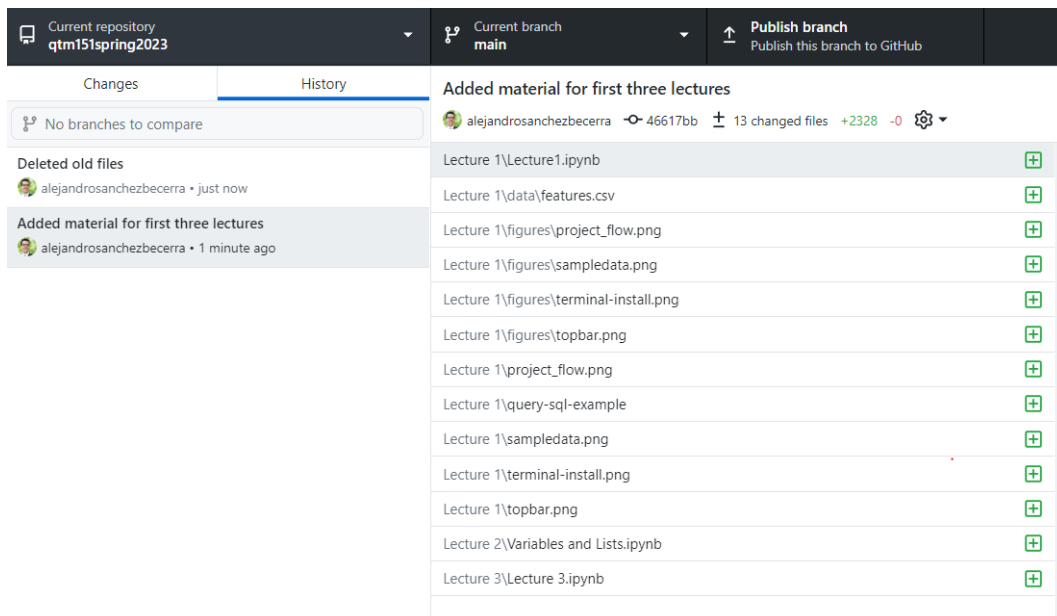 Current repository
qtm151spring2023
Current branch
main
Publish branch
Publish this branch to GitHub
Changes
History
No branches to compare
Deleted old files
alejandrosanchezbecerra • just now
Added material for first three lectures
alejandrosanchezbecerra • 1 minute ago
Added material for first three lectures
alejandrosanchezbecerra 46617bb 13 changed files +2328 -0
Lecture 1\Lecture1.ipynb
Lecture 1\data\features.csv
Lecture 1\figures\project_flow.png
Lecture 1\figures\sampledata.png
Lecture 1\figures\terminal-install.png
Lecture 1\figures\topbar.png
Lecture 1\project_flow.png
Lecture 1\query-sql-example
Lecture 1\sampledata.png
Lecture 1\terminal-install.png
Lecture 1\topbar.png
Lecture 2\Variables and Lists.ipynb
Lecture 3\Lecture 3.ipynb